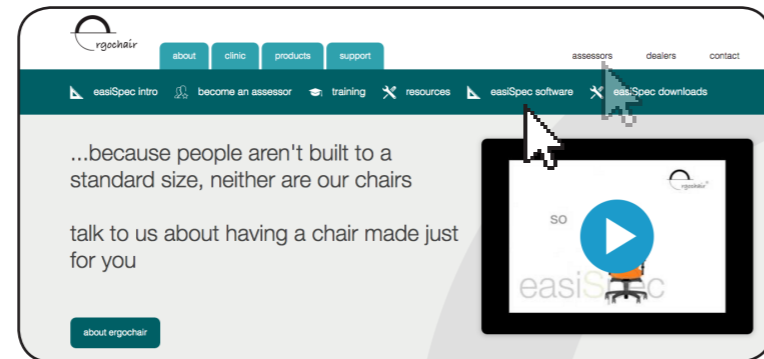 rgochair
about clinic products support assessors dealers contact
easiSpec intro become an assessor training resources easiSpec software easiSpec downloads
...because people aren't built to a
standard size, neither are our chairs
talk to us about having a chair made just
for you
so
easiSpec
about ergochair